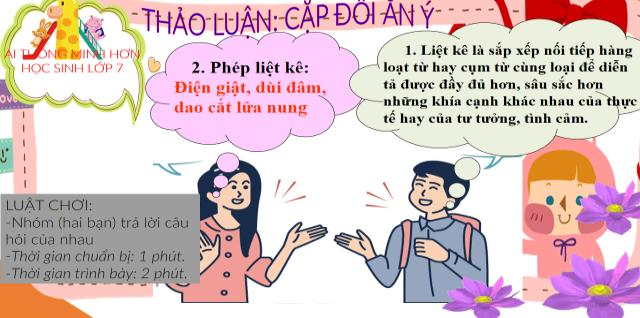 THẢO LUẬN: CẶP ĐÔI ĂN Ý
AI THÔNG MINH HƠN
HỌC SINH LỚP 7
2. Phép liệt kê:
Điện giật, dùi đâm,
dao cắt lửa nung
1. Liệt kê là sắp xếp nối tiếp hàng
loạt từ hay cụm từ cùng loại để diễn
tả được đầy đủ hơn, sâu sắc hơn
những khía cạnh khác nhau của thực
tế hay của tư tưởng, tình cảm.
LUẬT CHƠI:
-Nhóm (hai bạn) trả lời câu
hỏi của nhau
-Thời gian chuẩn bị: 1 phút.
-Thời gian trình bày: 2 phút.